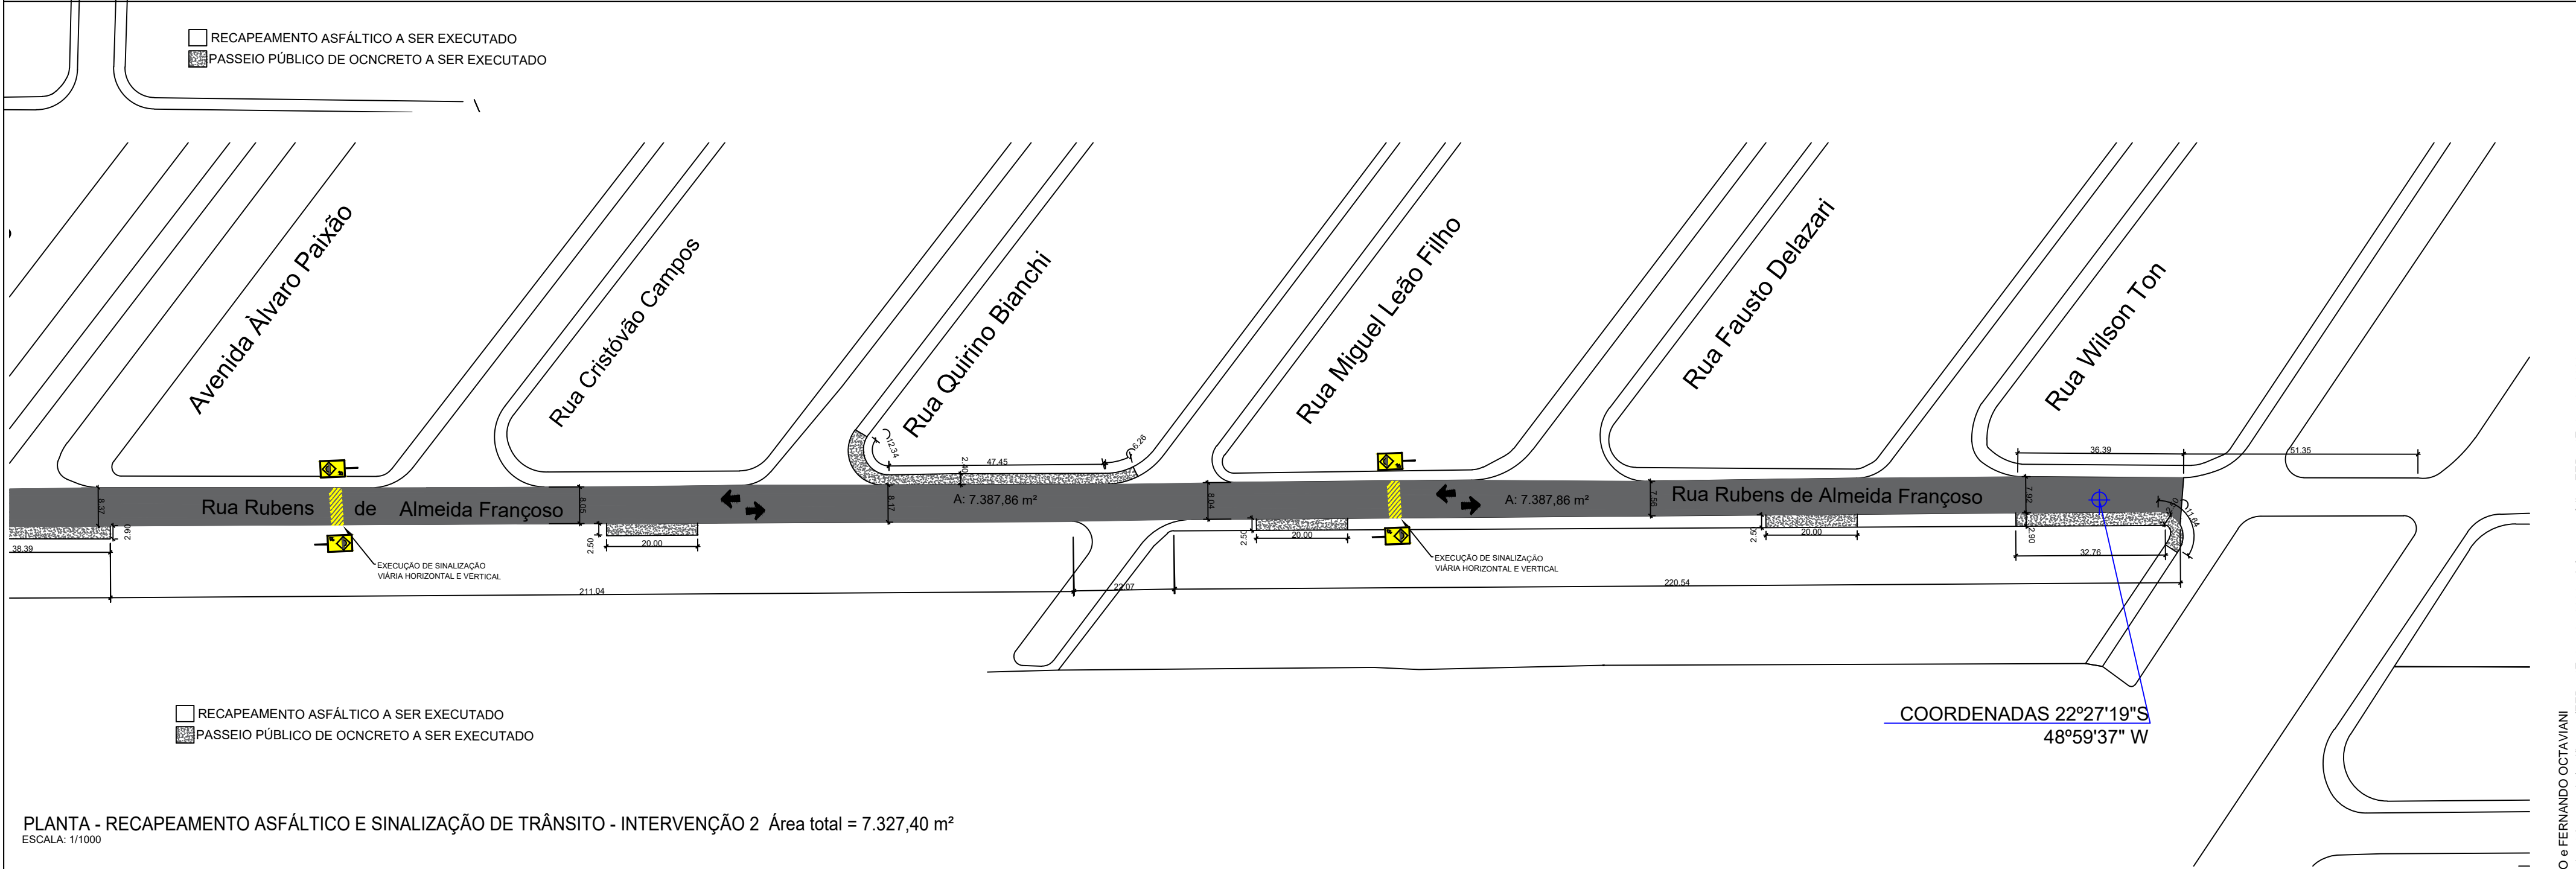 RECAPEAMENTO ASFÁLTICO A SER EXECUTADO
PASSEIO PÚBLICO DE OCNCRETO A SER EXECUTADO
Avenida Àlvaro Paixão
Rua Cristóvão Campos
Rua Quirino Bianchi
Rua Miguel Leão Filho
Rua Fausto Delazari
Rua Wilson Ton
12.34
47.45
2.40
16.26
36.39
51.35
8.37
Rua Rubens de Almeida Françoso
8.05
8.17
A: 7.387,86 m²
8.04
A: 7.387,86 m²
7.56
Rua Rubens de Almeida Françoso
7.92
11.64
38.39
2.90
2.50
20.00
2.50
20.00
2.50
20.00
2.90
32.76
EXECUÇÃO DE SINALIZAÇÃO
VIÁRIA HORIZONTAL E VERTICAL
EXECUÇÃO DE SINALIZAÇÃO
VIÁRIA HORIZONTAL E VERTICAL
211.04
22.07
220.54
RECAPEAMENTO ASFÁLTICO A SER EXECUTADO
PASSEIO PÚBLICO DE OCNCRETO A SER EXECUTADO
COORDENADAS 22º27'19"S
48º59'37" W
PLANTA - RECAPEAMENTO ASFÁLTICO E SINALIZAÇÃO DE TRÂNSITO - INTERVENÇÃO 2 Área total = 7.327,40 m²
ESCALA: 1/1000
O e FERNANDO OCTAVIANI